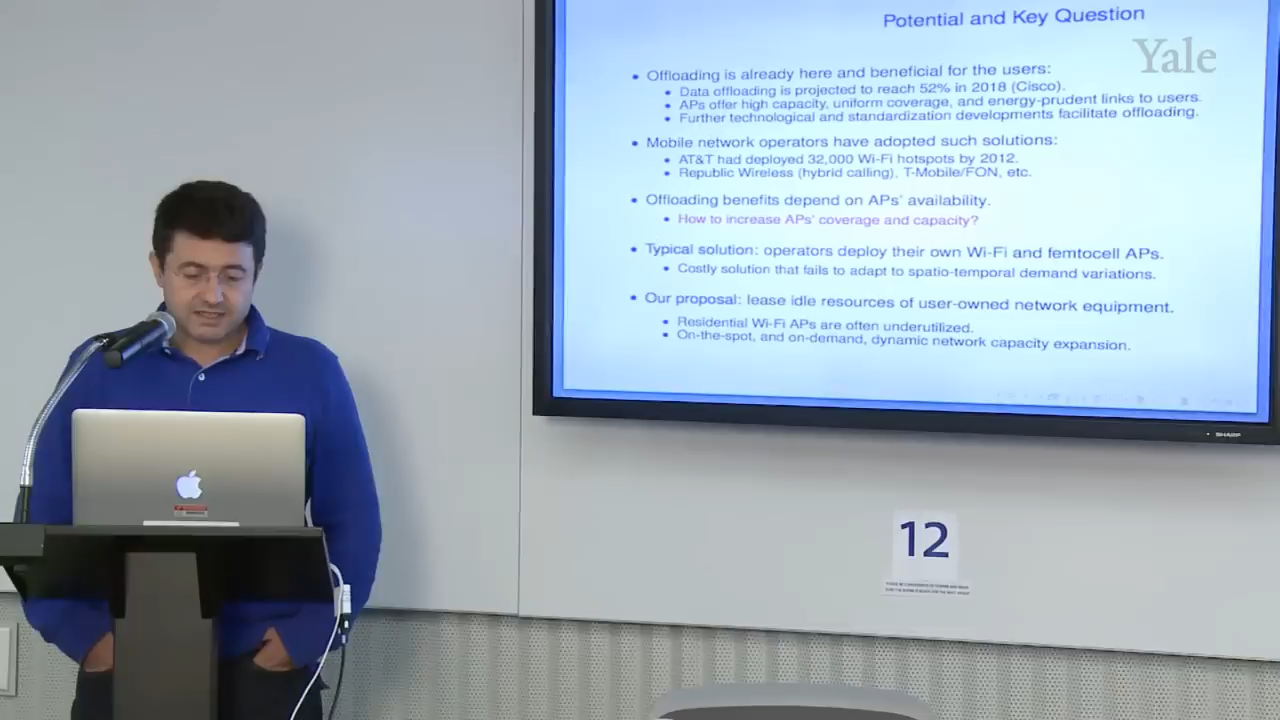 Potential and Key Question
Yale
• Offloading is already here and beneficial for the users:
• Data offloading is projected to reach 52% in 2018 (Cisco).
• APs offer high capacity, uniform coverage, and energy-prudent links to users.
• Further technological and standardization developments facilitate offloading.
• Mobile network operators have adopted such solutions:
• AT&T had deployed 32,000 Wi-Fi hotspots by 2012.
• Republic Wireless (hybrid calling), T-Mobile/FON, etc.
• Offloading benefits depend on APs' availability.
• How to increase APs' coverage and capacity?
• Typical solution: operators deploy their own Wi-Fi and femtocell APs.
• Costly solution that fails to adapt to spatio-temporal demand variations.
• Our proposal: lease idle resources of user-owned network equipment.
• Residential Wi-Fi APs are often underutilized.
• On-the-spot, and on-demand, dynamic network capacity expansion.
SHARP
12